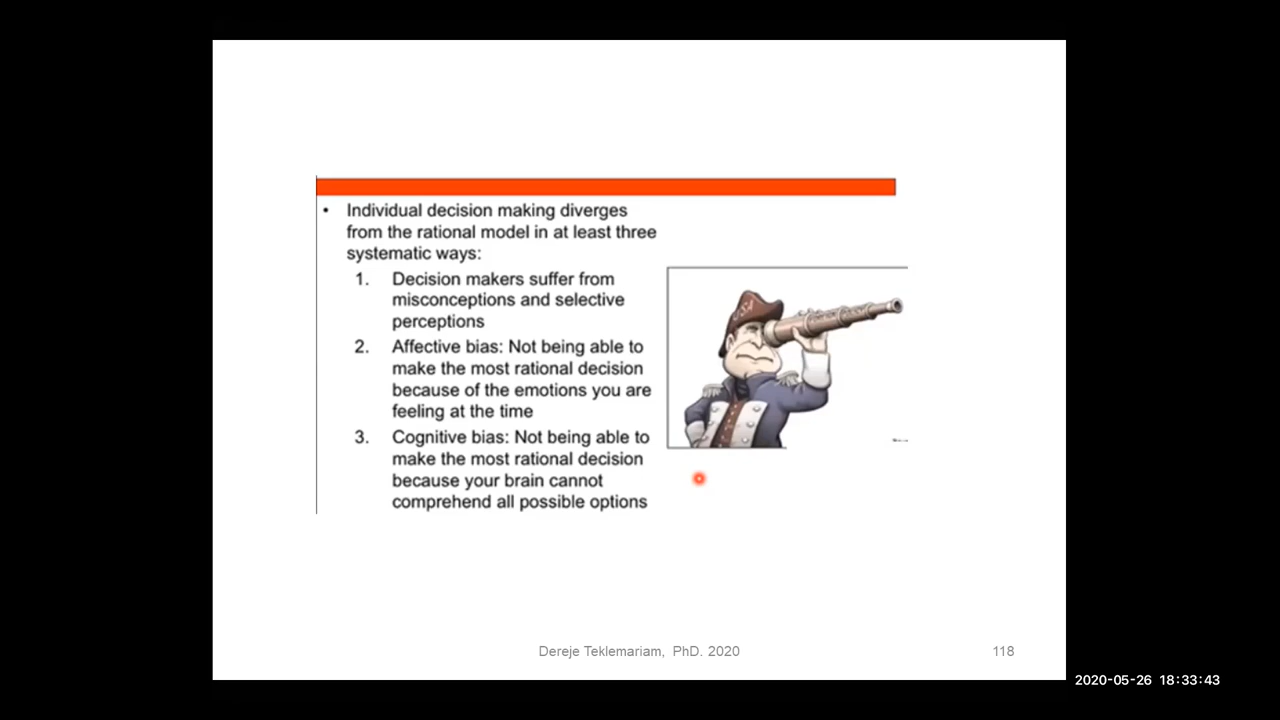 • Individual decision making diverges
from the rational model in at least three
systematic ways:
1. Decision makers suffer from
misconceptions and selective
perceptions
2. Affective bias: Not being able to
make the most rational decision
because of the emotions you are
feeling at the time
3. Cognitive bias: Not being able to
make the most rational decision
because your brain cannot
comprehend all possible options
USA
Dereje Teklemariam, PhD. 2020
118
2020-05-26 18:33:43